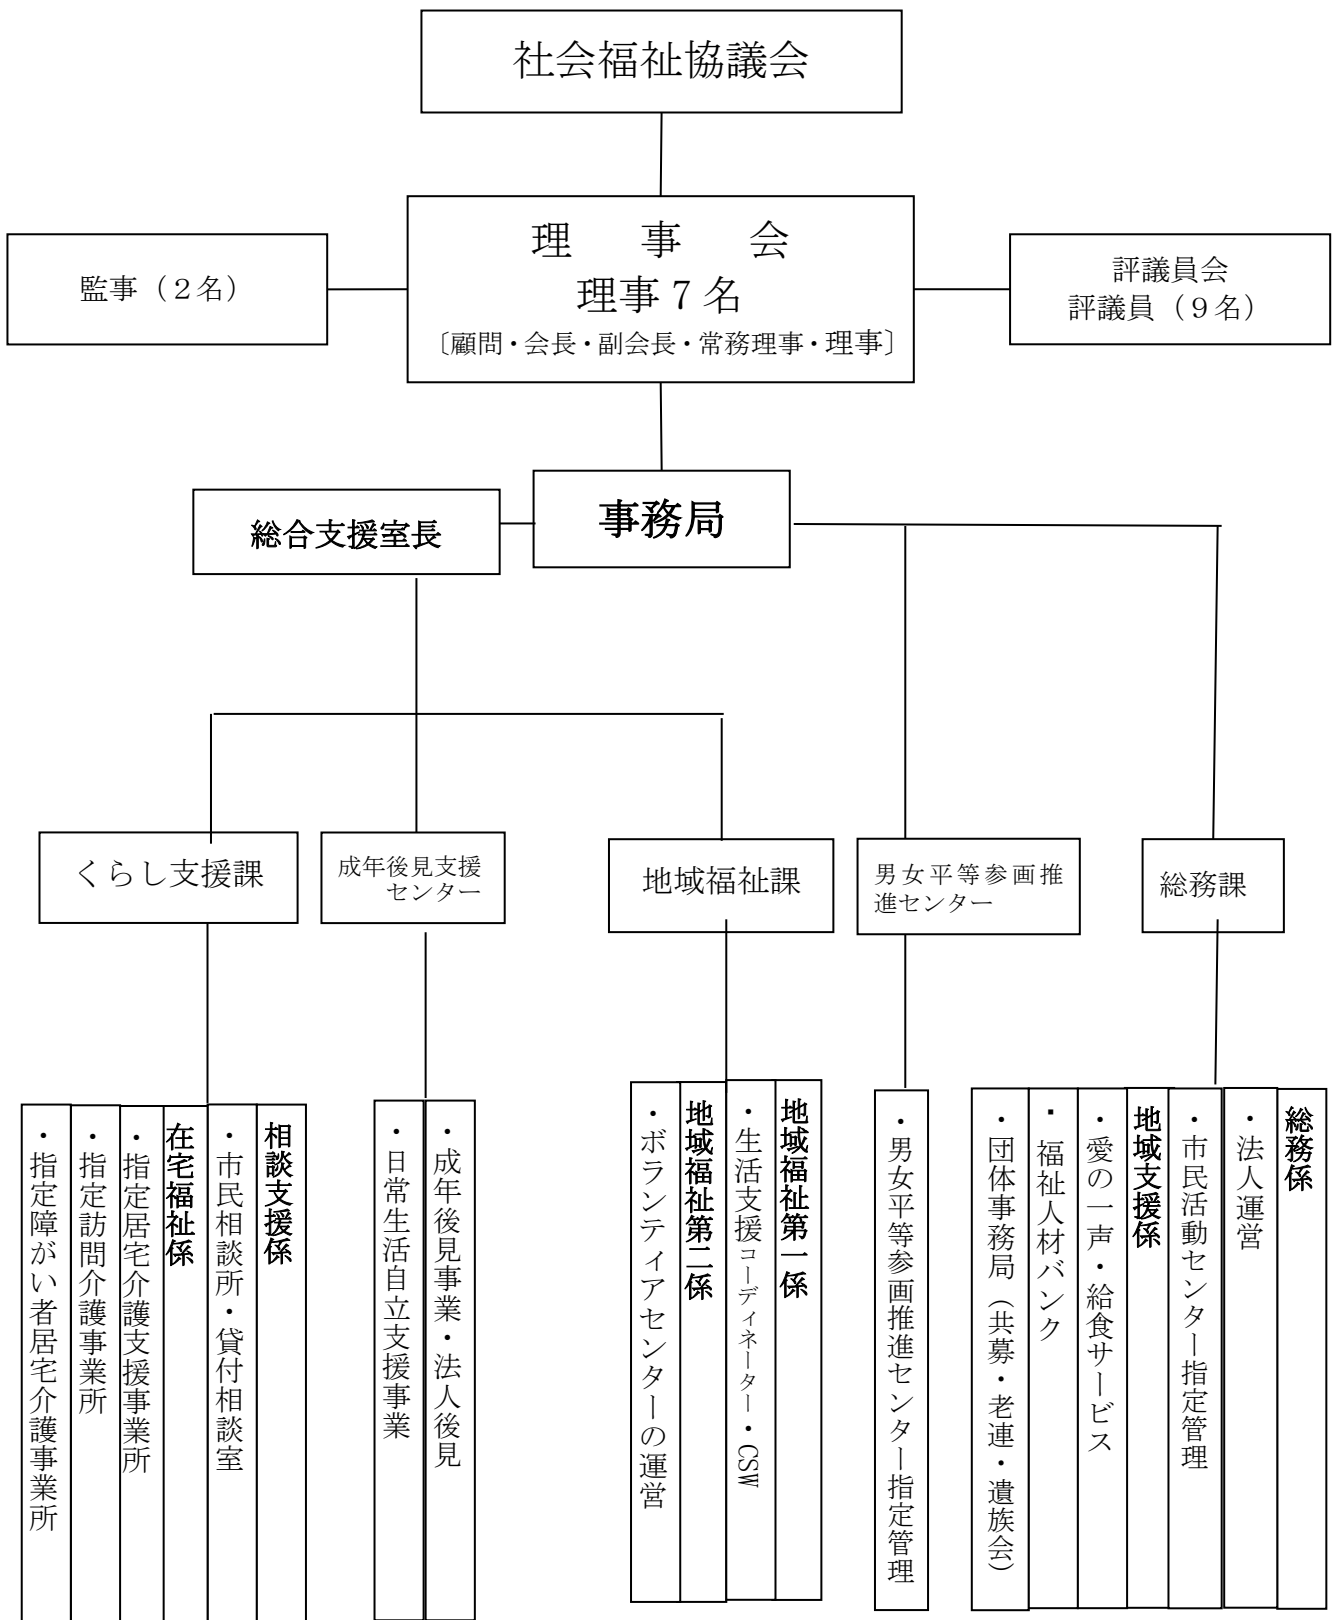 社会福祉協議会
理　事　会
理事７名
〔顧問・会長・副会長・常務理事・理事〕
監事（２名）
評議員会
評議員（９名）
事務局
総合支援室長
くらし支援課
成年後見支援
センター
地域福祉課
男女平等参画推
進センター
総務課
総務係
・法人運営
・市民活動センター指定管理
地域支援係
・愛の一声・給食サービス
・福祉人材バンク
・団体事務局（共募・老連・遺族会）
・男女平等参画推進センター指定管理
地域福祉第一係
・生活支援コーディネーター・CSW
地域福祉第二係
・ボランティアセンターの運営
・成年後見事業・法人後見
・日常生活自立支援事業
相談支援係
・市民相談所・貸付相談室
在宅福祉係
・指定居宅介護支援事業所
・指定訪問介護事業所
・指定障がい者居宅介護事業所